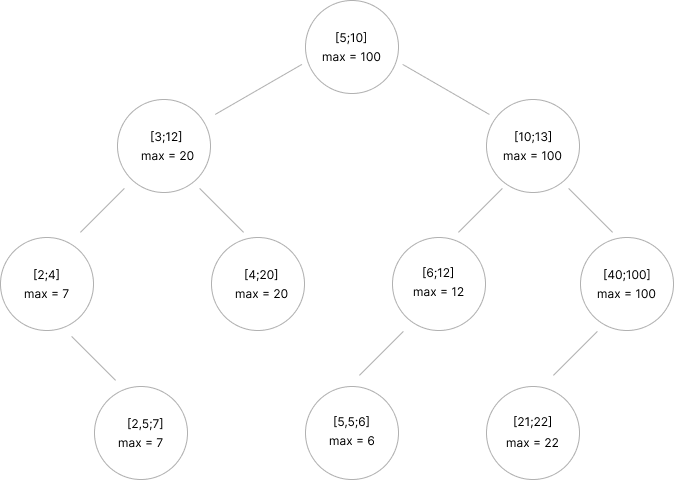 [5;10]
max = 100
[3;12]
max = 20
[10;13]
max = 100
[2;4]
max = 7
[4;20]
max = 20
[6;12]
max = 12
[40;100]
max = 100
[2,5;7]
max = 7
[5,5;6]
max = 6
[21;22]
max = 22